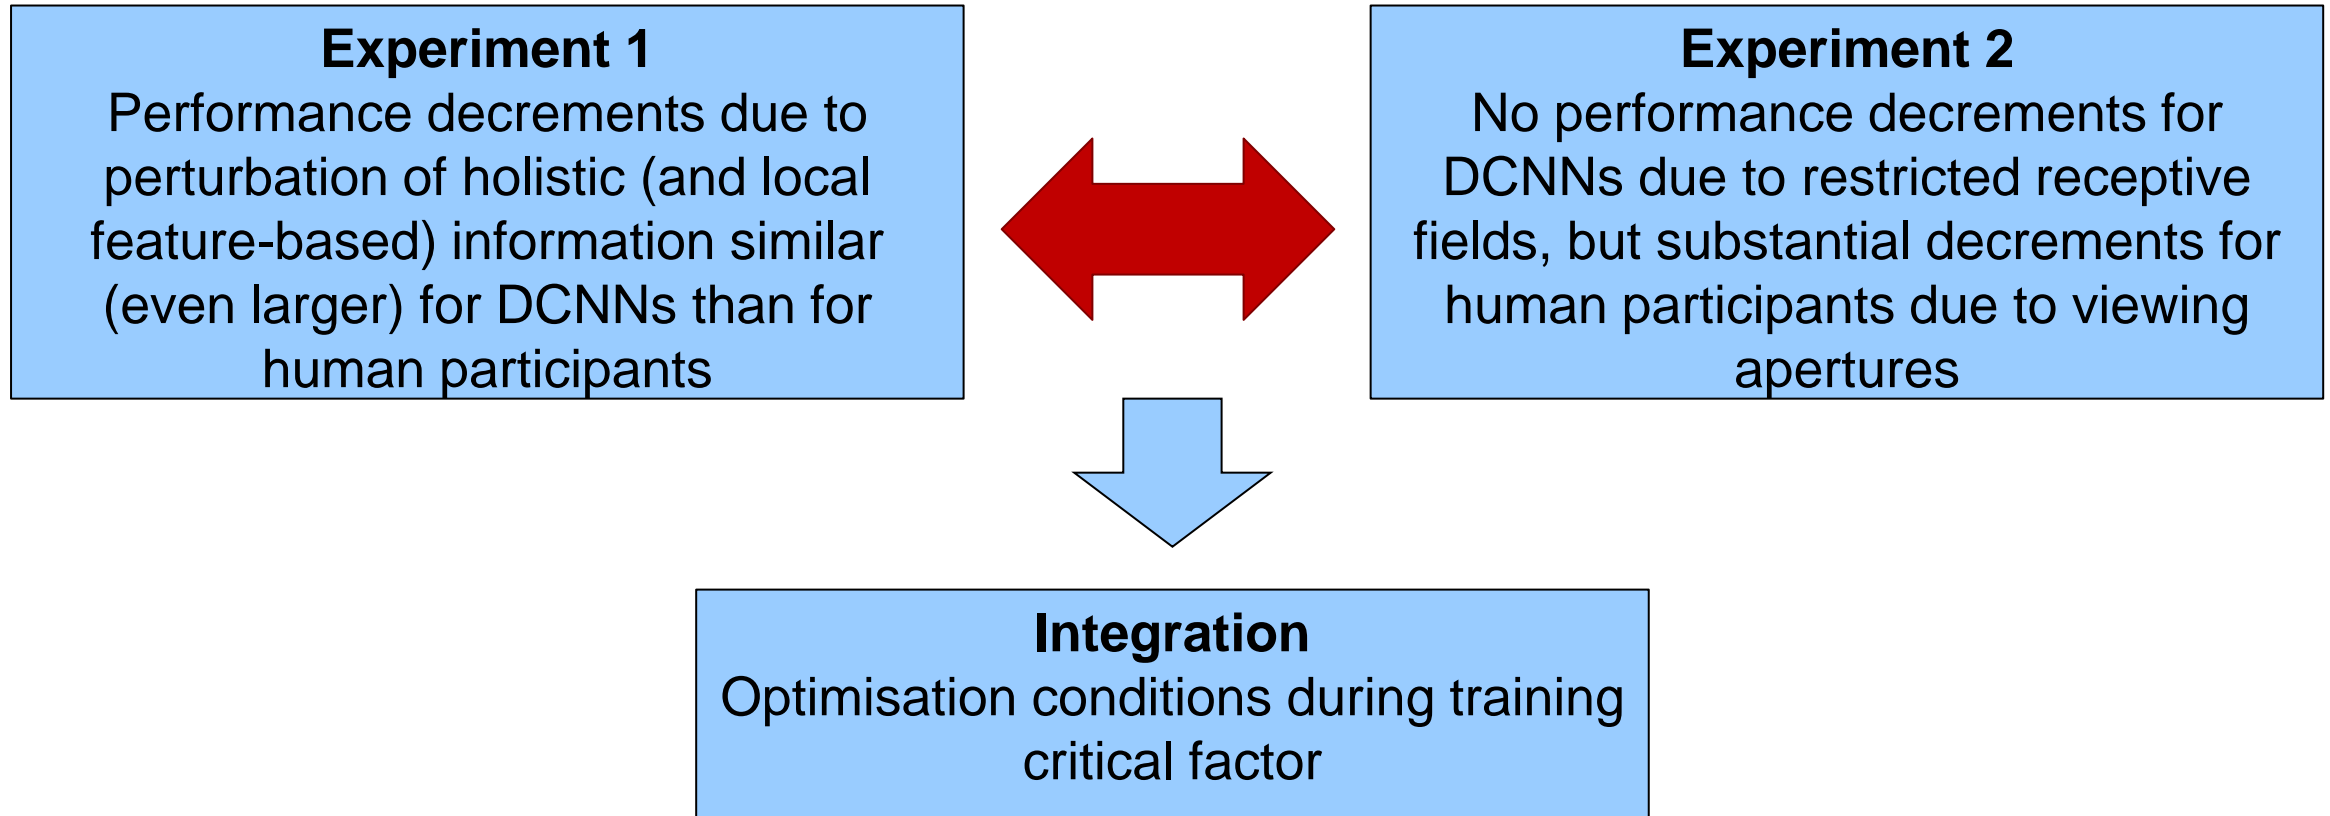 Experiment 1
Performance decrements due to
perturbation of holistic (and local
feature-based) information similar
(even larger) for DCNNs than for
human participants
Experiment 2
No performance decrements for
DCNNs due to restricted receptive
fields, but substantial decrements for
human participants due to viewing
apertures
Integration
Optimisation conditions during training
critical factor